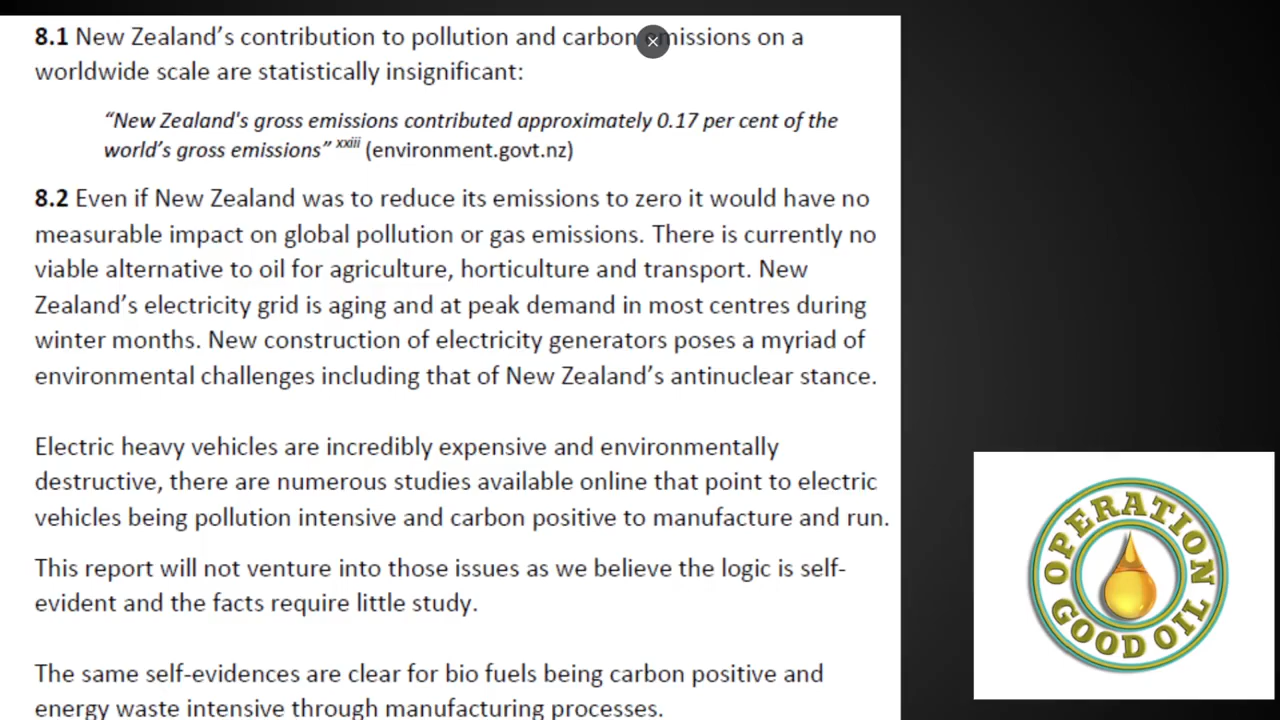 8.1 New Zealand’s contribution to pollution and carbon emissions on a
worldwide scale are statistically insignificant:
“New Zealand's gross emissions contributed approximately 0.17 per cent of the
world’s gross emissions” xxiii (environment.govt.nz)
8.2 Even if New Zealand was to reduce its emissions to zero it would have no
measurable impact on global pollution or gas emissions. There is currently no
viable alternative to oil for agriculture, horticulture and transport. New
Zealand’s electricity grid is aging and at peak demand in most centres during
winter months. New construction of electricity generators poses a myriad of
environmental challenges including that of New Zealand’s antinuclear stance.
Electric heavy vehicles are incredibly expensive and environmentally
destructive, there are numerous studies available online that point to electric
vehicles being pollution intensive and carbon positive to manufacture and run.
This report will not venture into those issues as we believe the logic is self-
evident and the facts require little study.
The same self-evidences are clear for bio fuels being carbon positive and
energy waste intensive through manufacturing processes.
OPERATION
GOOD OIL